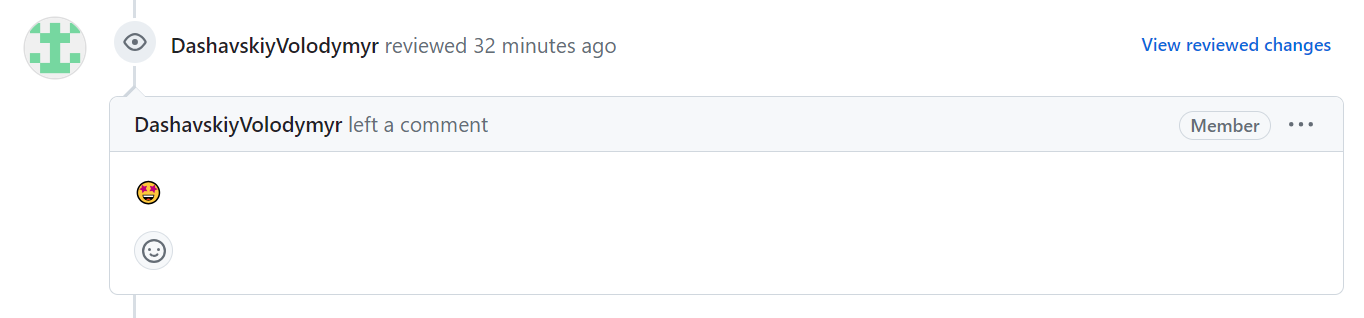 DashavskiyVolodymyr reviewed 32 minutes ago View reviewed changes
DashavskiyVolodymyr left a comment Member
🤩